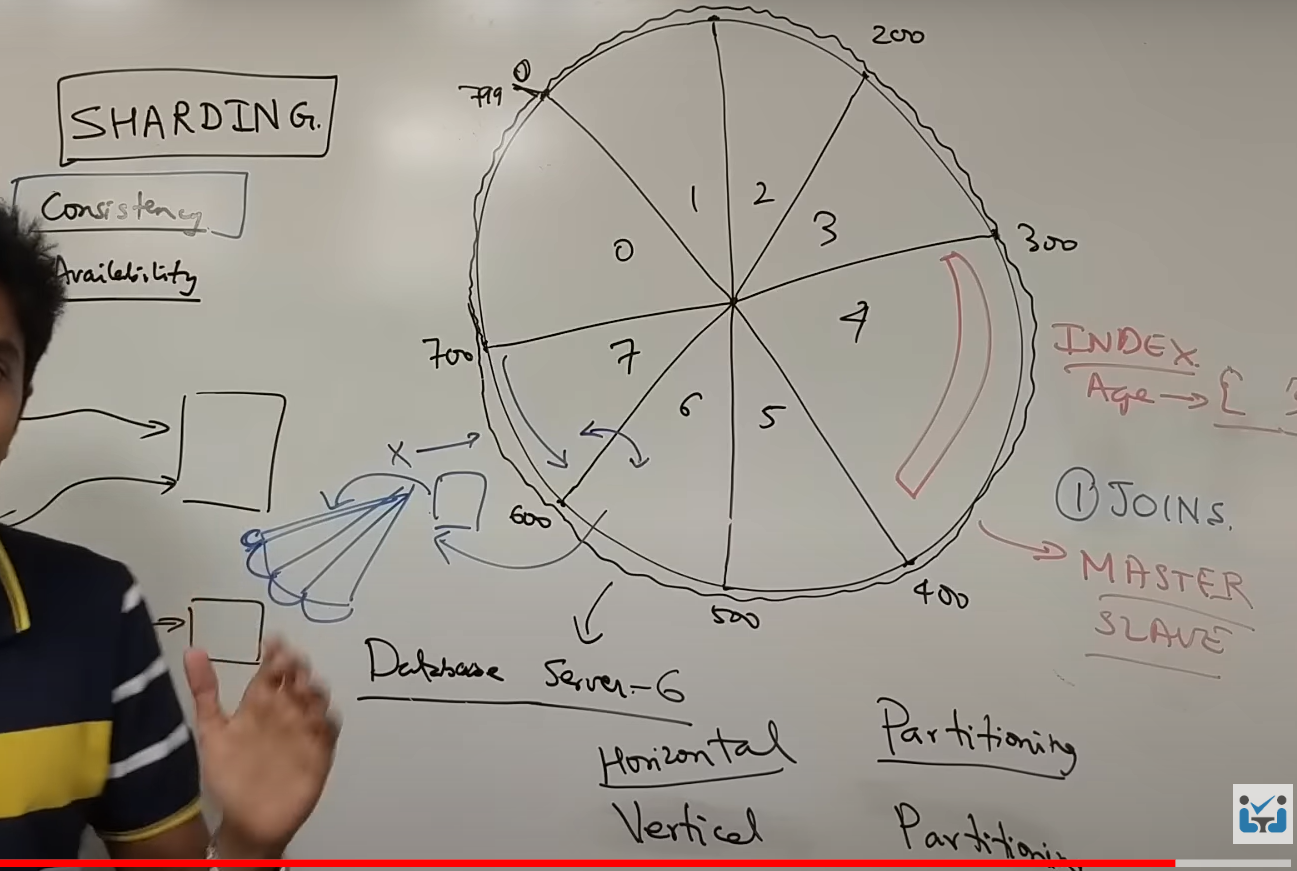 SHARDING.
Consistency
Availability
0
799
200
300
400
500
600
700
0
1
2
3
4
5
6
7
X
INDEX
Age → [
① JOINS.
MASTER
SLAVE
Database Server-6
Horizontal Partitioning
Vertical Partitioning